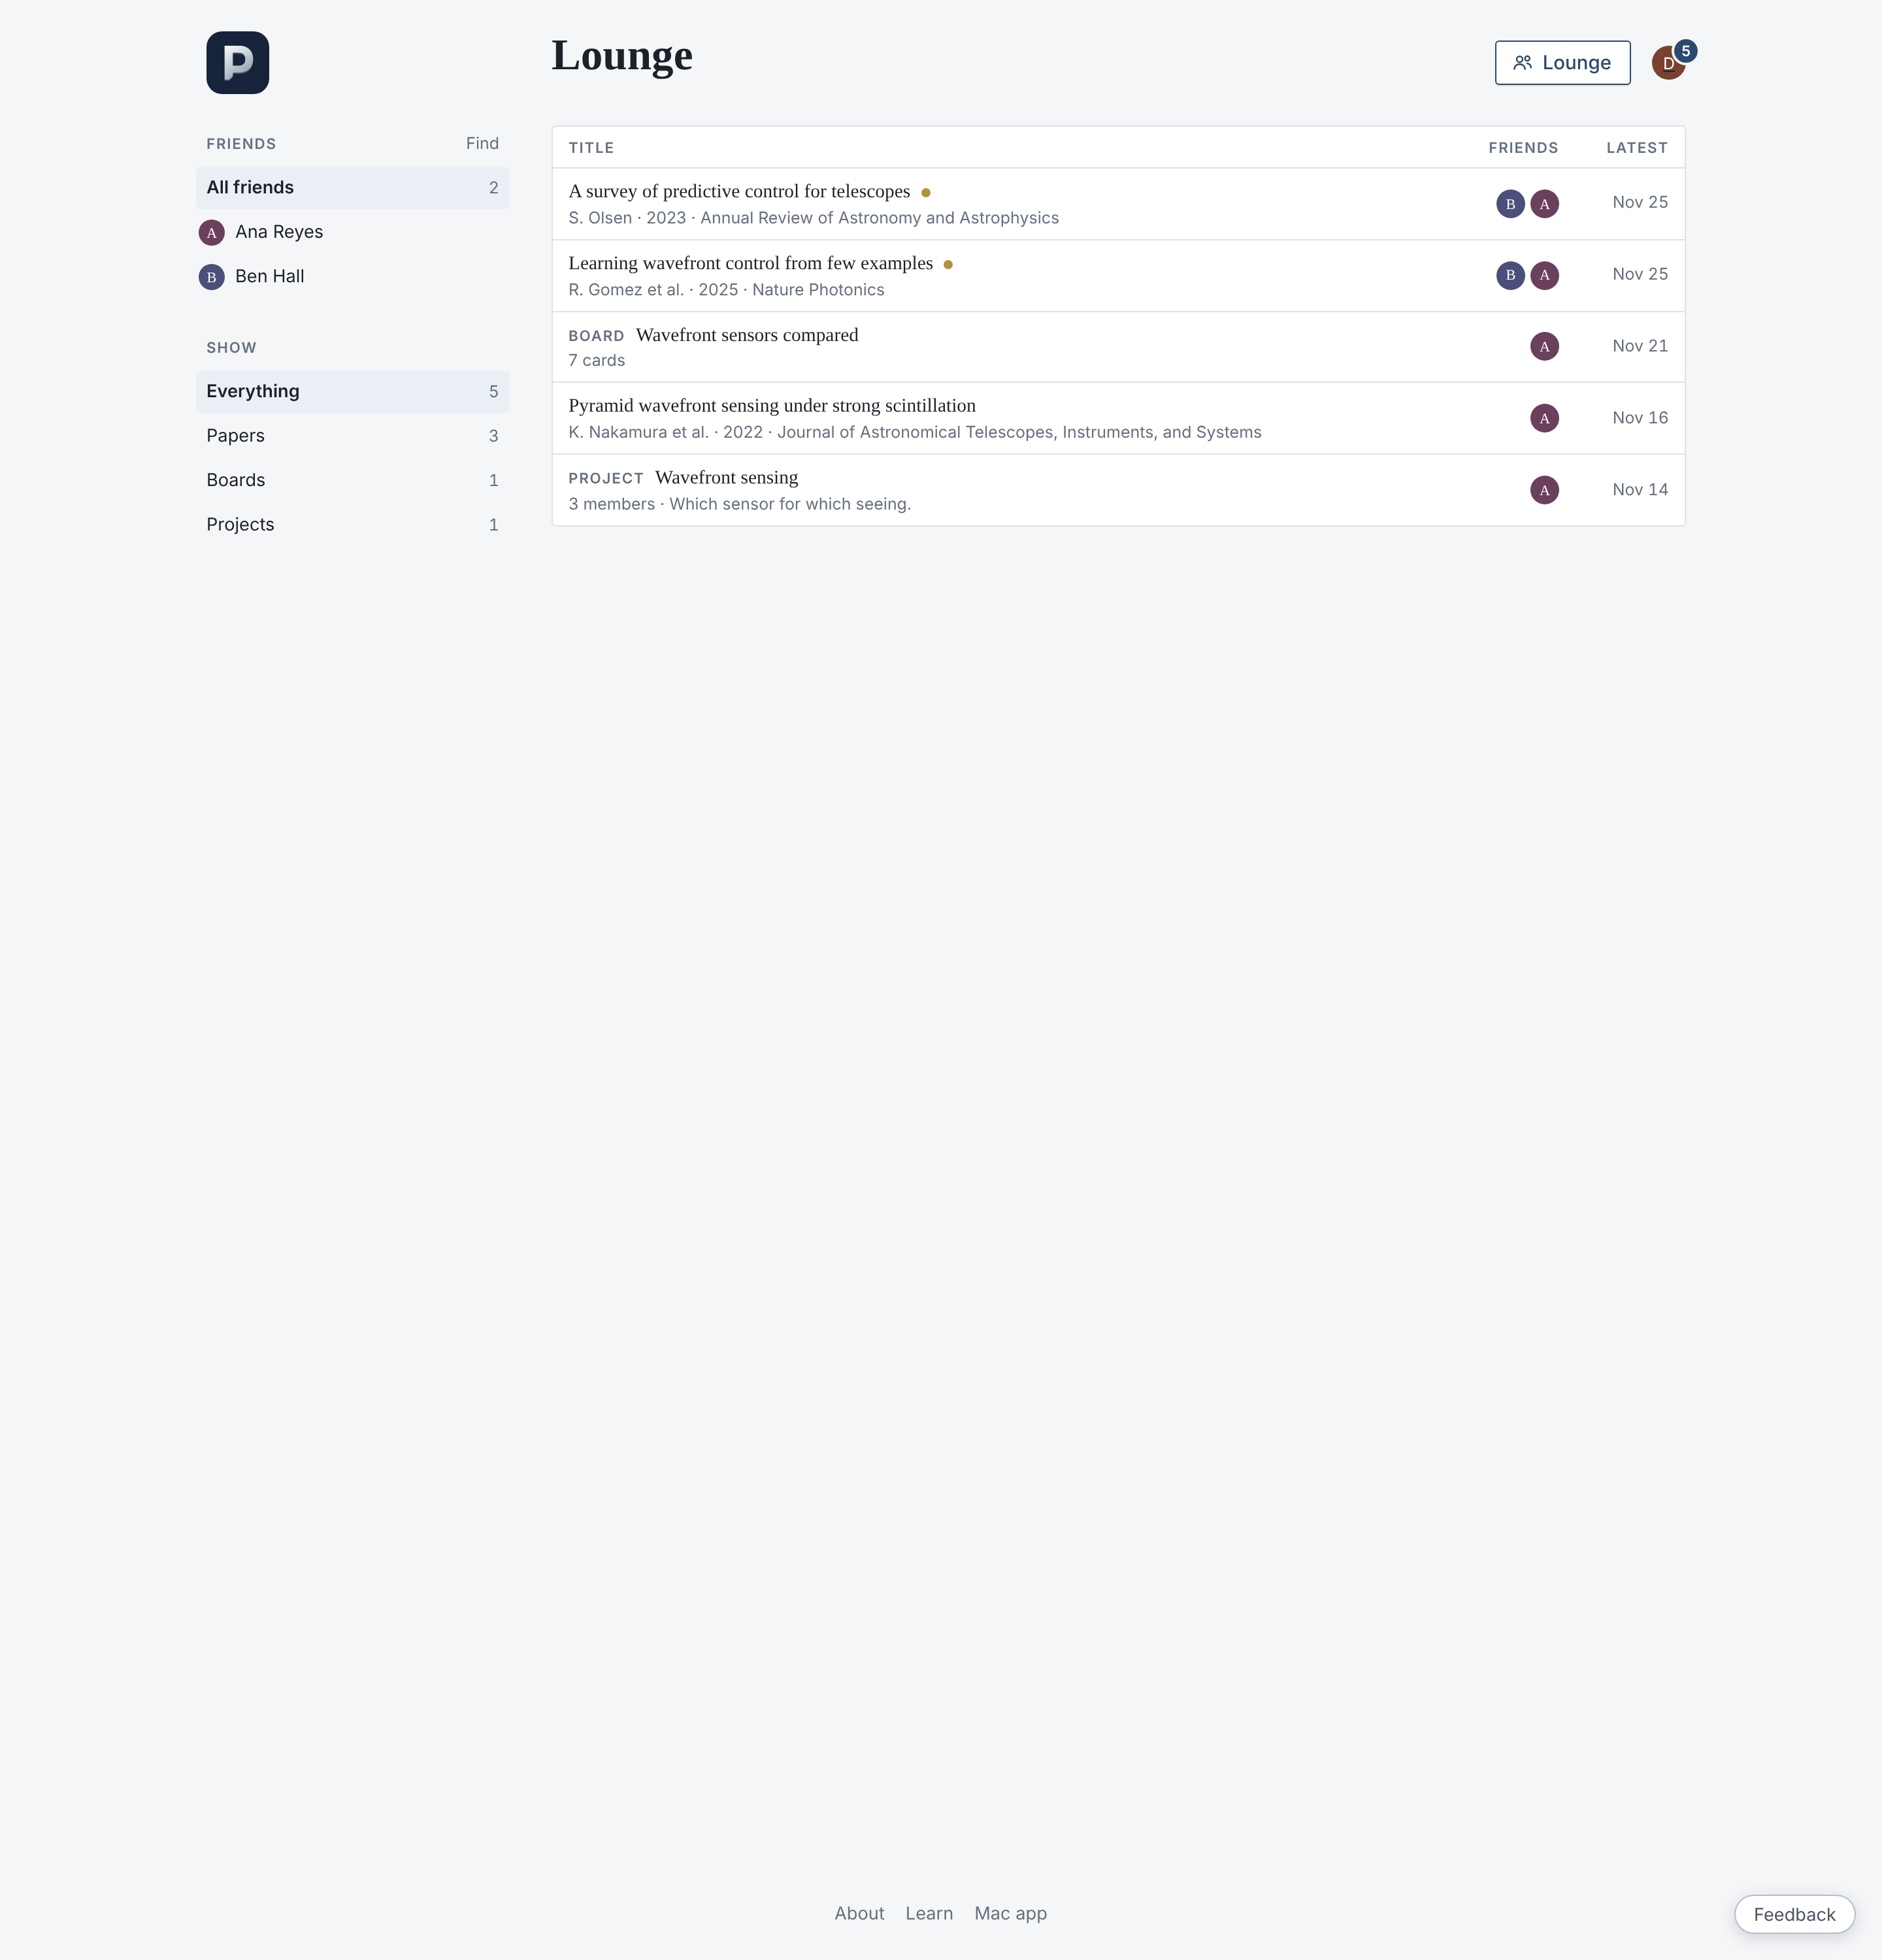 P
Lounge
Lounge
D
5
FRIENDS Find
All friends 2
A Ana Reyes
B Ben Hall
SHOW
Everything 5
Papers 3
Boards 1
Projects 1
TITLE FRIENDS LATEST
A survey of predictive control for telescopes
S. Olsen · 2023 · Annual Review of Astronomy and Astrophysics
B A Nov 25
Learning wavefront control from few examples
R. Gomez et al. · 2025 · Nature Photonics
B A Nov 25
BOARD Wavefront sensors compared
7 cards
A Nov 21
Pyramid wavefront sensing under strong scintillation
K. Nakamura et al. · 2022 · Journal of Astronomical Telescopes, Instruments, and Systems
A Nov 16
PROJECT Wavefront sensing
3 members · Which sensor for which seeing.
A Nov 14
About Learn Mac app
Feedback